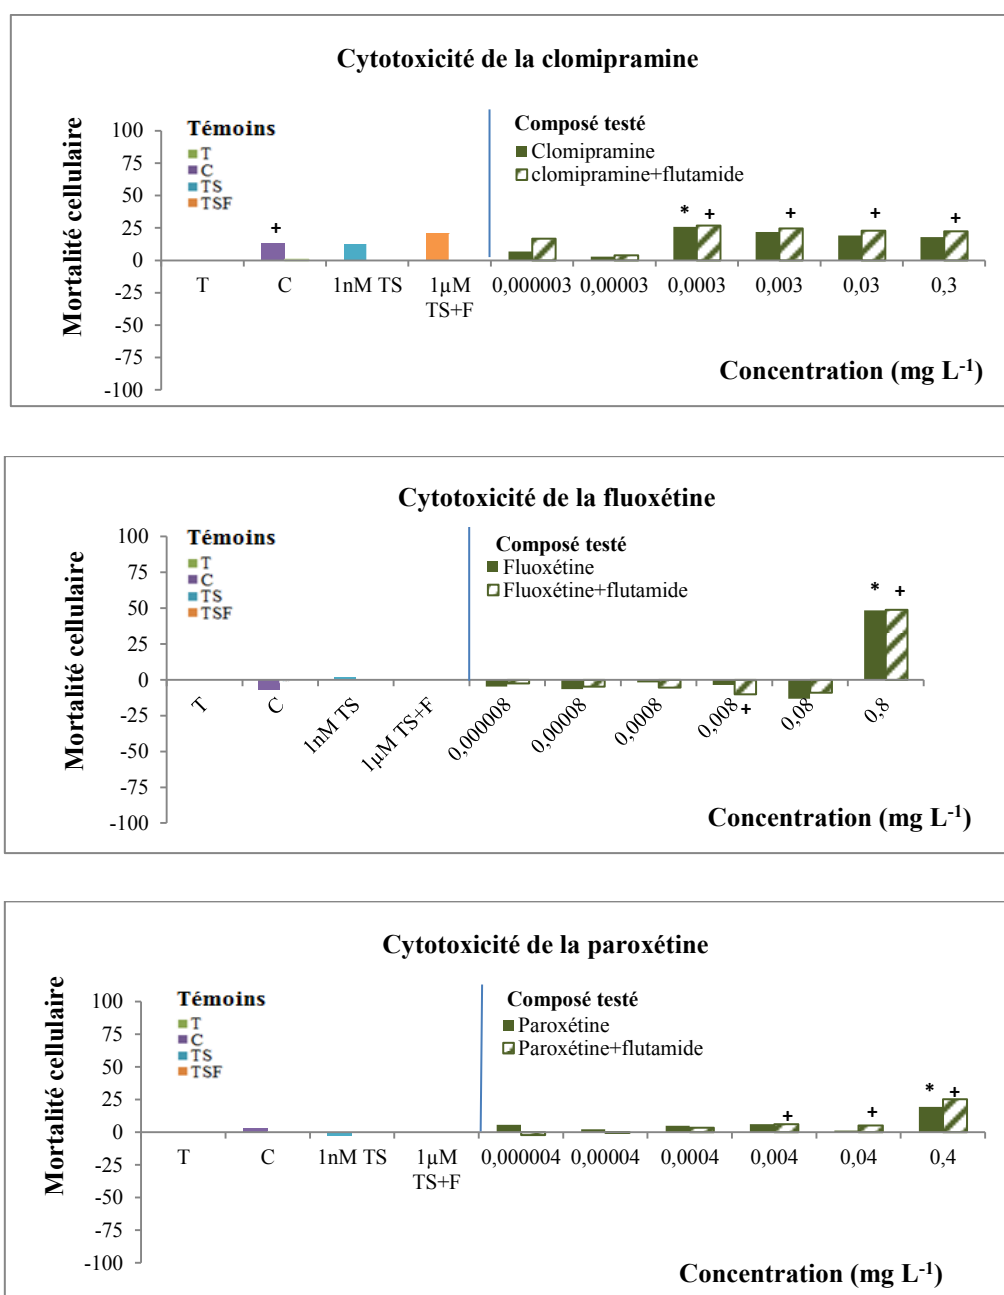 Cytotoxicité de la clomipramine
Mortalité cellulaire
Témoins
T
C
TS
TSF
Composé testé
Clomipramine
clomipramine+flutamide
100
75
50
25
0
-25
-50
-75
-100
+
* +
+
+
+
T C 1nM TS 1µM TS+F 0,000003 0,00003 0,0003 0,003 0,03 0,3
Concentration (mg L-1)
Cytotoxicité de la fluoxétine
Mortalité cellulaire
Témoins
T
C
TS
TSF
Composé testé
Fluoxétine
Fluoxétine+flutamide
100
75
50
25
0
-25
-50
-75
-100
* +
+
T C 1nM TS 1µM TS+F 0,000008 0,00008 0,0008 0,008 0,08 0,8
Concentration (mg L-1)
Cytotoxicité de la paroxétine
Mortalité cellulaire
Témoins
T
C
TS
TSF
Composé testé
Paroxétine
Paroxétine+flutamide
100
75
50
25
0
-25
-50
-75
-100
+
+
* +
T C 1nM TS 1µM TS+F 0,000004 0,00004 0,0004 0,004 0,04 0,4
Concentration (mg L-1)